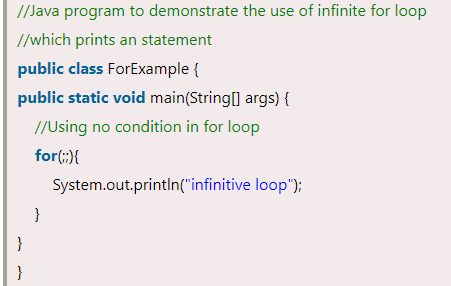 //Java program to demonstrate the use of infinite for loop
//which prints an statement
public class ForExample {
public static void main(String[] args) {
    //Using no condition in for loop
    for(;;){
        System.out.println("infinitive loop");
    }
}
}